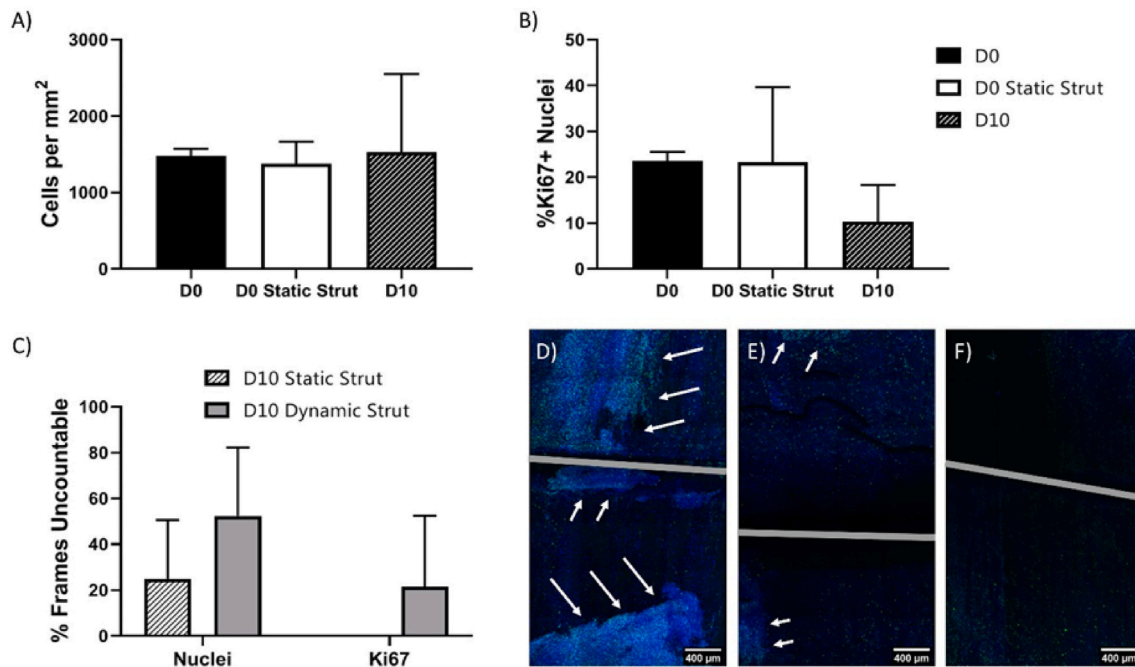 A)
3000
2000
1000
0
Cells per mm²
D0
D0 Static Strut
D10
B)
50
40
30
20
10
0
%Ki67+ Nuclei
D0
D0 Static Strut
D10
D0
D0 Static Strut
D10
C)
D10 Static Strut
D10 Dynamic Strut
100
80
60
40
20
0
% Frames Uncountable
Nuclei
Ki67
D)
400 µm
E)
400 µm
F)
400 µm